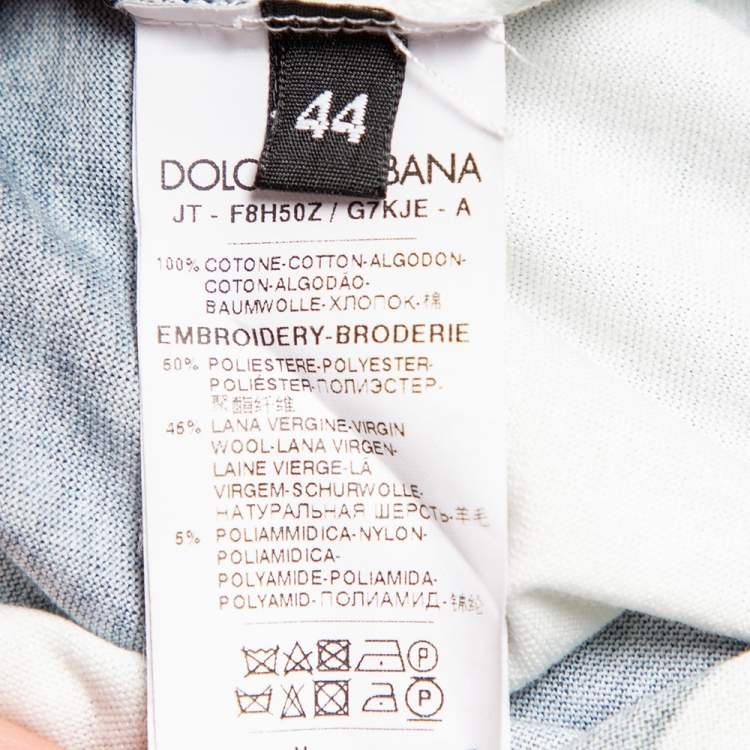 44
DOLC BANA
JT - F8H50Z / G7KJE - A
100% COTONE-COTTON-ALGODON-
COTON-ALGODÃO-
BAUMWOLLE-ХЛОПОК-棉
EMBROIDERY-BRODERIE
50% POLIESTERE-POLYESTER-
POLIÉSTER-ПОЛИЭСТЕР-
聚酯纤维
45% LANA VERGINE-VIRGIN
WOOL-LANA VIRGEN-
LAINE VIERGE-LÃ
VIRGEM-SCHURWOLLE-
НАТУРАЛЬНАЯ ШЕРСТЬ-羊毛
5% POLIAMMIDICA-NYLON-
POLIAMIDICA-
POLYAMIDE-POLIAMIDA-
POLYAMID-ПОЛИАМИД-锦纶
P
P